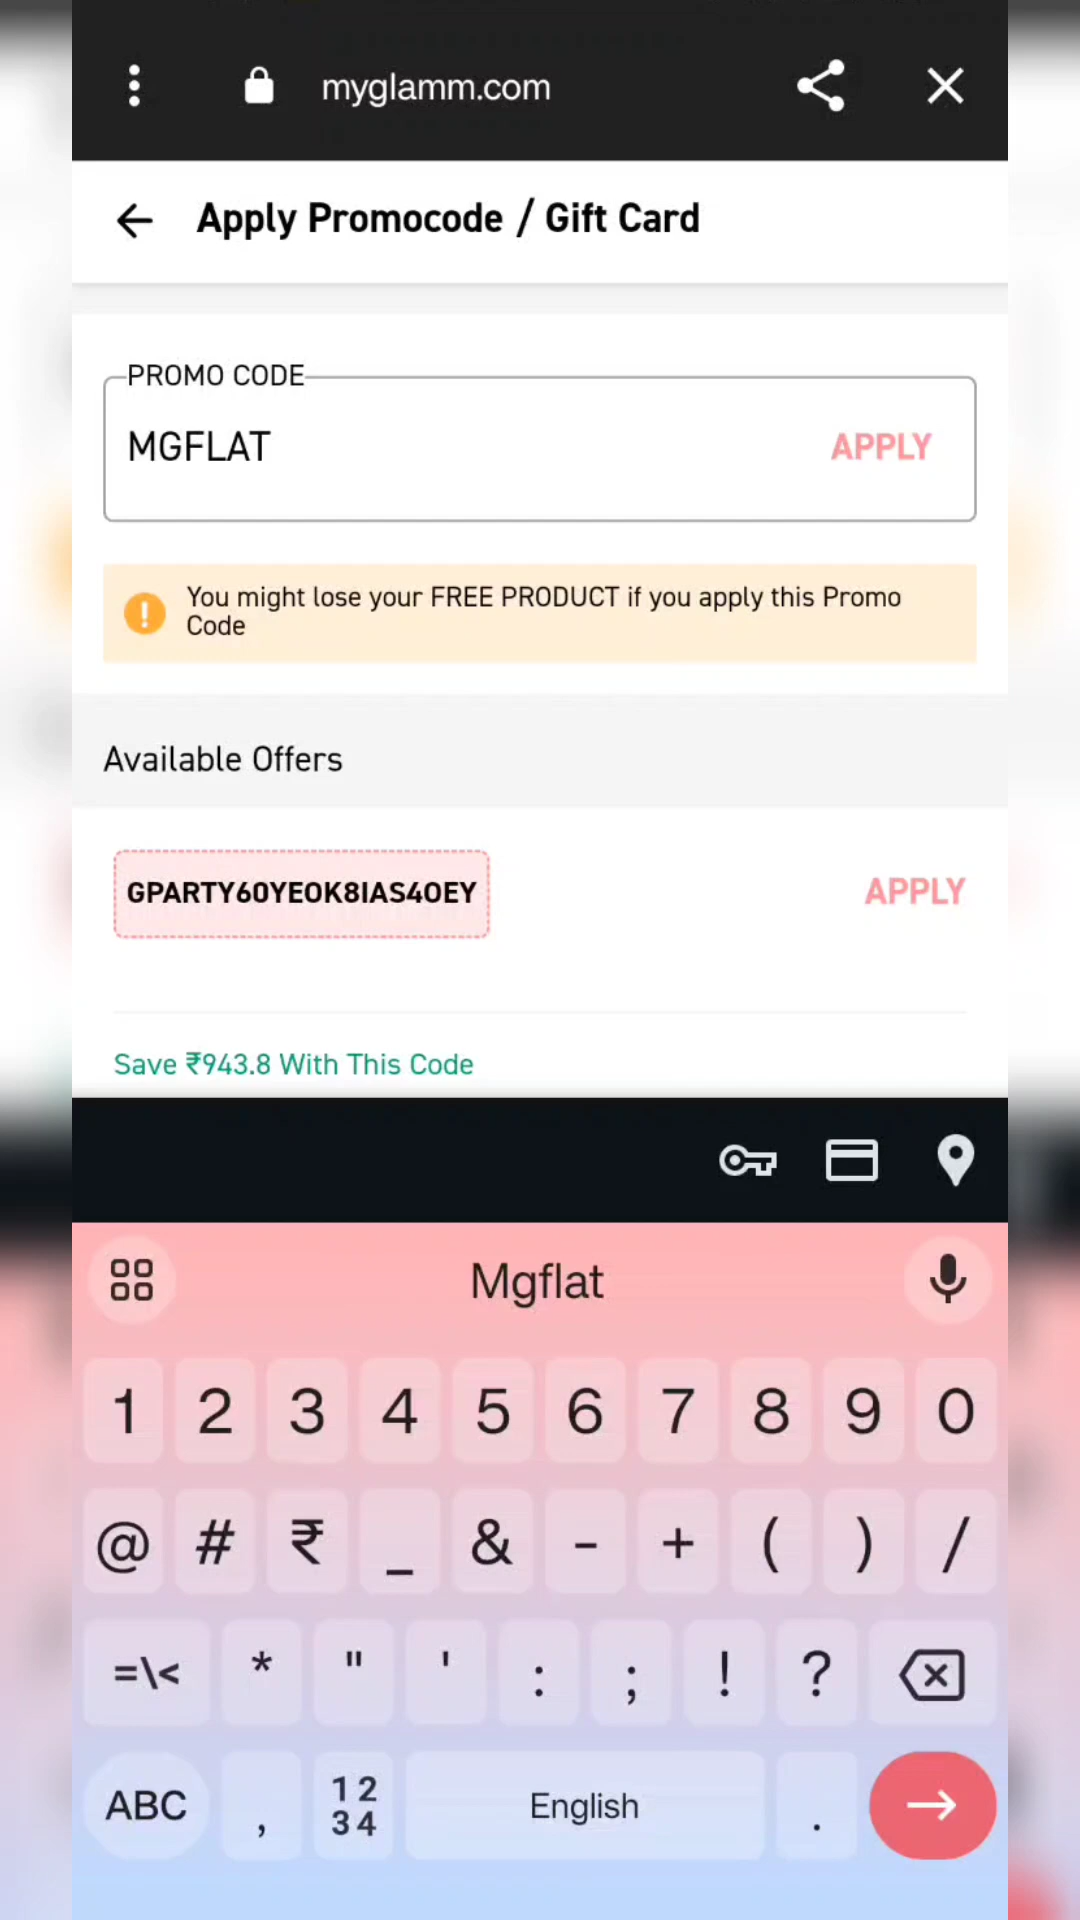 myglamm.com
Apply Promocode / Gift Card
PROMO CODE
MGFLAT APPLY
You might lose your FREE PRODUCT if you apply this Promo
Code
Available Offers
GPARTY60YEOK8IAS4OEY APPLY
Save ₹943.8 With This Code
Mgflat
1 2 3 4 5 6 7 8 9 0
@ # ₹ _ & - + ( ) /
=\< * " ' : ; ! ?
ABC , 12 34 English .